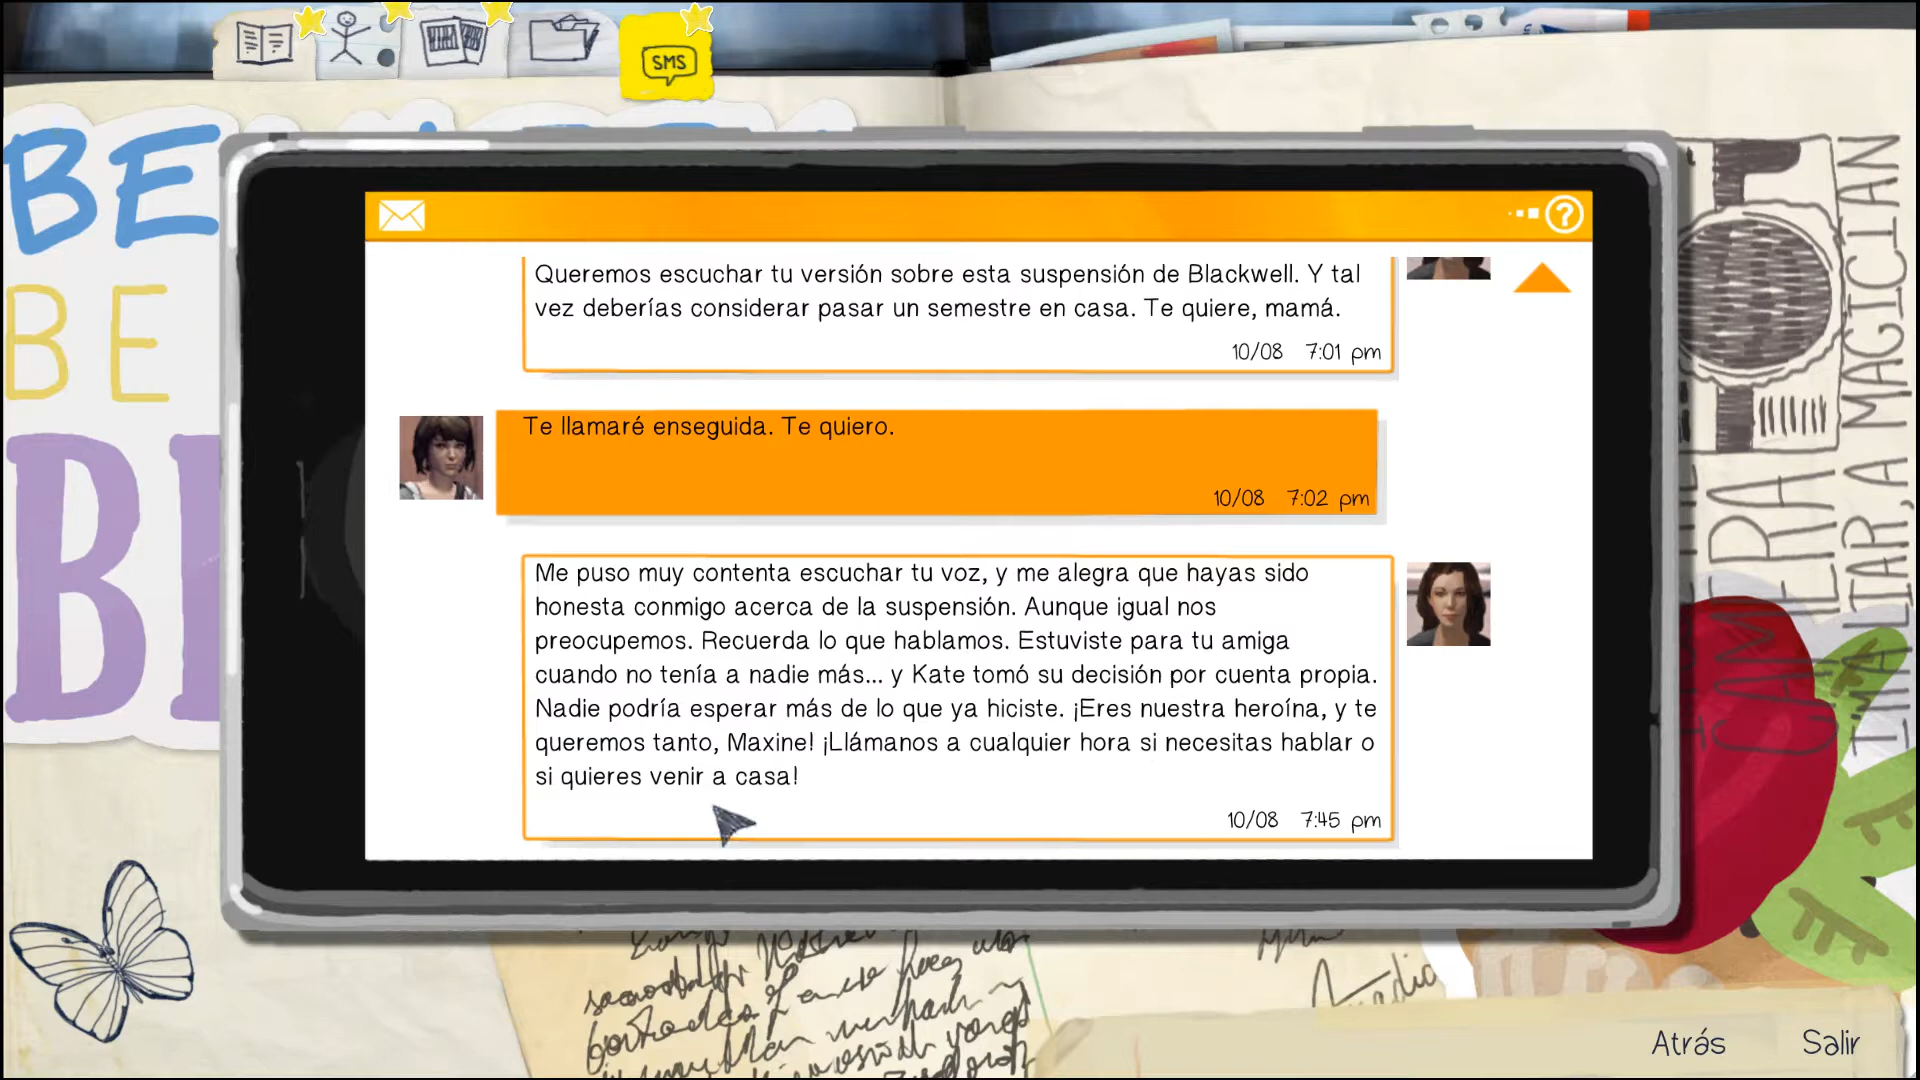 SMS
BE
BE
Queremos escuchar tu versión sobre esta suspensión de Blackwell. Y tal
vez deberías considerar pasar un semestre en casa. Te quiere, mamá.
10/08 7:01 pm
Te llamaré enseguida. Te quiero.
10/08 7:02 pm
Me puso muy contenta escuchar tu voz, y me alegra que hayas sido
honesta conmigo acerca de la suspensión. Aunque igual nos
preocupemos. Recuerda lo que hablamos. Estuviste para tu amiga
cuando no tenía a nadie más... y Kate tomó su decisión por cuenta propia.
Nadie podría esperar más de lo que ya hiciste. ¡Eres nuestra heroína, y te
queremos tanto, Maxine! ¡Llámanos a cualquier hora si necesitas hablar o
si quieres venir a casa!
10/08 7:45 pm
CAMERA
A MAGICIAN
Atrás Salir